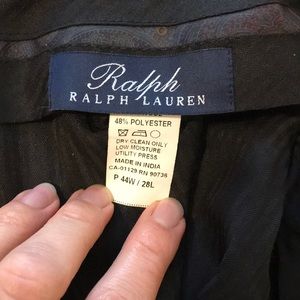 Ralph
RALPH LAUREN
48% POLYESTER
DRY CLEAN ONLY
LOW MOISTURE
UTILITY PRESS
MADE IN INDIA
CA-01129 RN 90736
P 44W / 28L